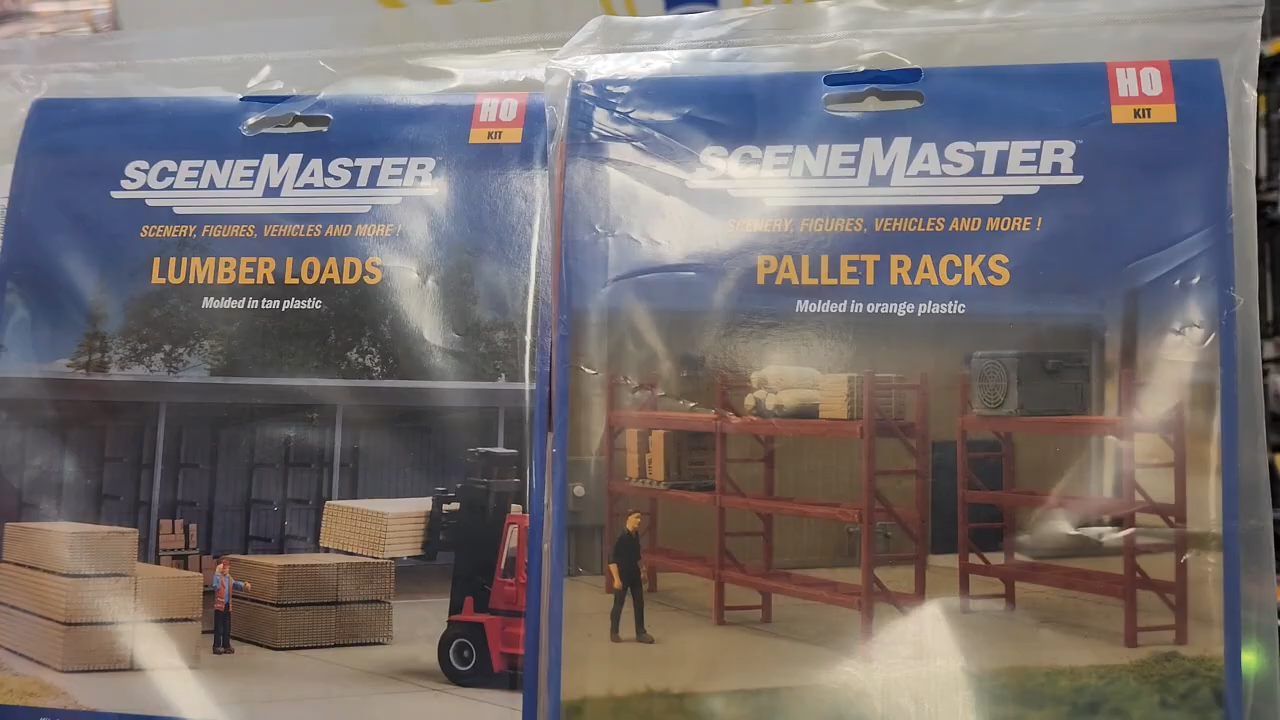 HO
KIT
SCENEMASTER
SCENERY, FIGURES, VEHICLES AND MORE !
LUMBER LOADS
Molded in tan plastic
HO
KIT
SCENEMASTER™
SCENERY, FIGURES, VEHICLES AND MORE !
PALLET RACKS
Molded in orange plastic